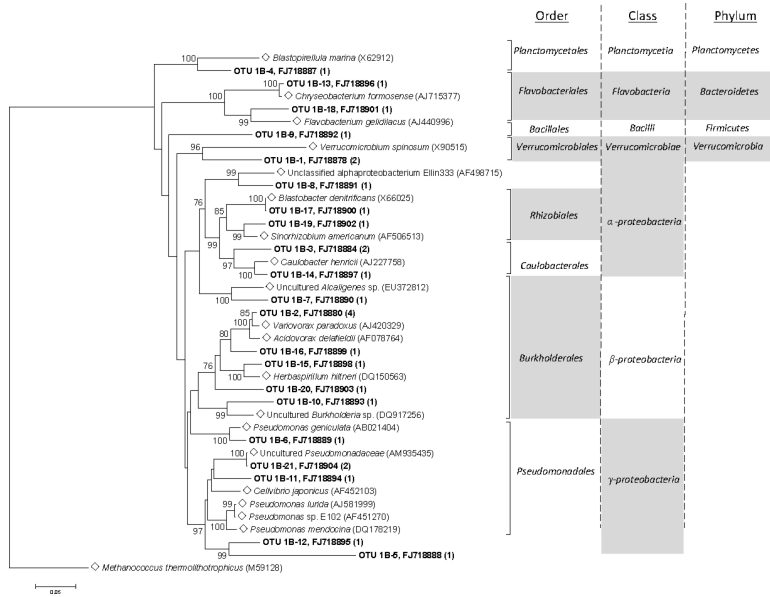 Order Class Phylum
Blastopirellula marina (X62912)
100
OTU 1B-4, FJ718887 (1)
Planctomycetales Planctomycetia Planctomycetes
OTU 1B-13, FJ718896 (1)
100
Chryseobacterium formosense (AJ715377)
100
OTU 1B-18, FJ718901 (1)
99
Flavobacterium gelidilacus (AJ440996)
Flavobacteriales Flavobacteria Bacteroidetes
OTU 1B-9, FJ718892 (1)
Bacillales Bacilli Firmicutes
96
Verrucomicrobium spinosum (X90515)
OTU 1B-1, FJ718878 (2)
Verrucomicrobiales Verrucomicrobiae Verrucomicrobia
99
Unclassified alphaproteobacterium Ellin333 (AF498715)
OTU 1B-8, FJ718891 (1)
76
Blastobacter denitrificans (X66025)
100
OTU 1B-17, FJ718900 (1)
85
OTU 1B-19, FJ718902 (1)
99
Sinorhizobium americanum (AF506513)
99
Rhizobiales α-proteobacteria
OTU 1B-3, FJ718884 (2)
97
Caulobacter henricii (AJ227758)
100
OTU 1B-14, FJ718897 (1)
Caulobacterales
Uncultured Alcaligenes sp. (EU372812)
100
OTU 1B-7, FJ718890 (1)
85
OTU 1B-2, FJ718880 (4)
100
Variovorax paradoxus (AJ420329)
80
Acidovorax delafieldii (AF078764)
OTU 1B-16, FJ718899 (1)
76
OTU 1B-15, FJ718898 (1)
100
Herbaspirillum hiltneri (DQ150563)
OTU 1B-20, FJ718903 (1)
OTU 1B-10, FJ718893 (1)
99
Uncultured Burkholderia sp. (DQ917256)
Burkholderales β-proteobacteria
Pseudomonas geniculata (AB021404)
100
OTU 1B-6, FJ718889 (1)
100
Uncultured Pseudomonadaceae (AM935435)
OTU 1B-21, FJ718904 (2)
OTU 1B-11, FJ718894 (1)
Cellvibrio japonicus (AF452103)
99
Pseudomonas lurida (AJ581999)
100
Pseudomonas sp. E102 (AF451270)
Pseudomonas mendocina (DQ178219)
97
OTU 1B-12, FJ718895 (1)
99
OTU 1B-5, FJ718888 (1)
Pseudomonadales γ-proteobacteria
Methanococcus thermolithotrophicus (M59128)
0.05